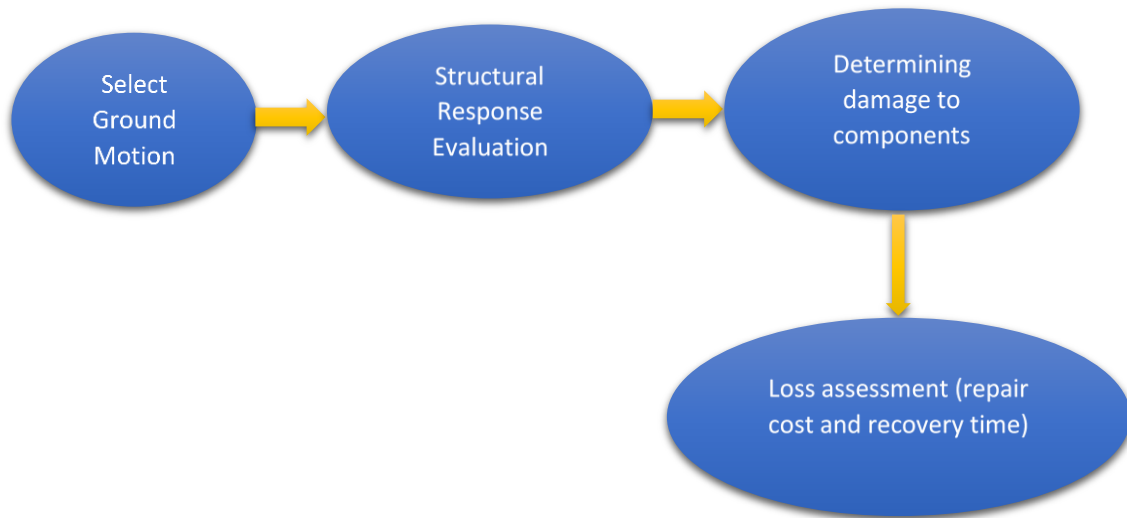 Select
Ground
Motion
Structural
Response
Evaluation
Determining
damage to
components
Loss assessment (repair
cost and recovery time)